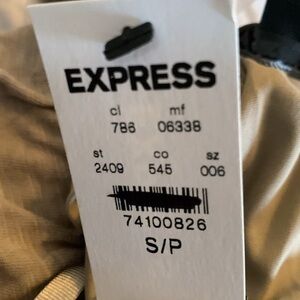 EXPRESS
cl mf
786 06338
st co sz
2409 545 006
74100826
S/P